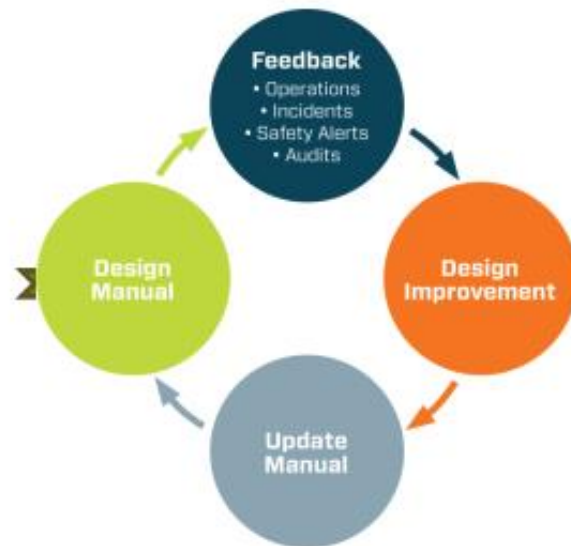 Feedback
• Operations
• Incidents
• Safety Alerts
• Audits
Design
Improvement
Update
Manual
Design
Manual